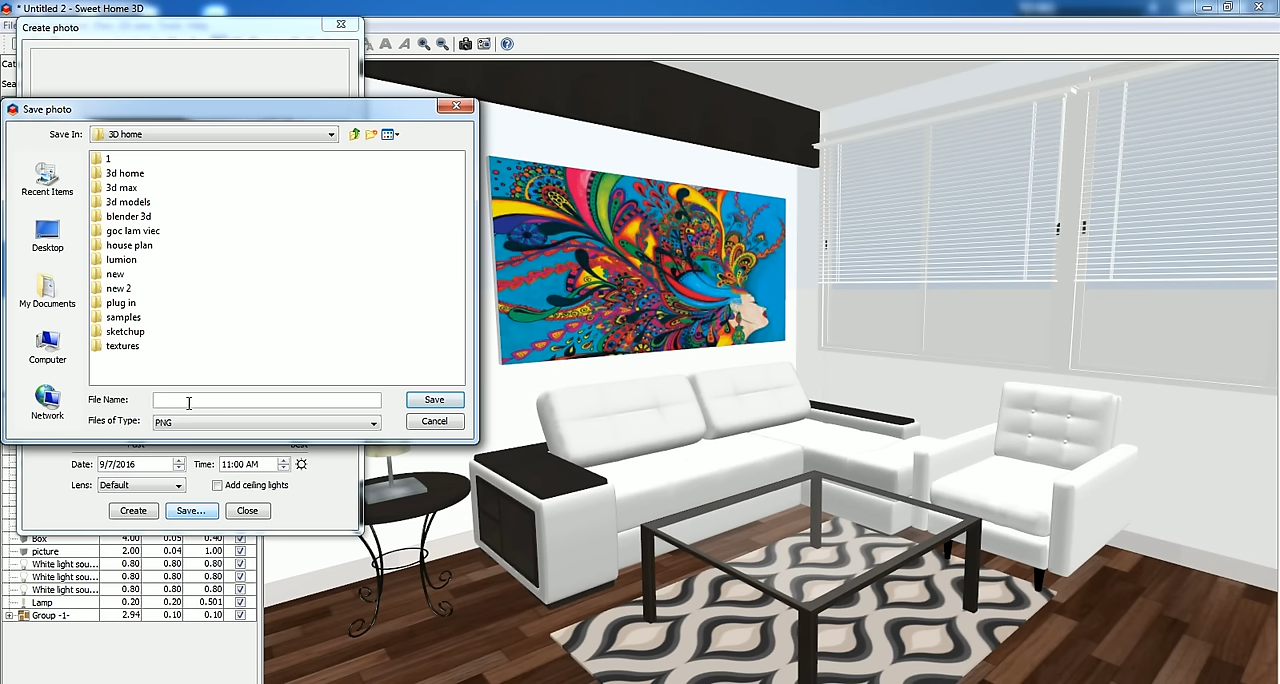 * Untitled 2 - Sweet Home 3D
Create photo
Cat
Sea
Save photo
Save In: 3D home
Recent Items
Desktop
My Documents
Computer
Network
1
3d home
3d max
3d models
blender 3d
goc lam viec
house plan
lumion
new
new 2
plug in
samples
sketchup
textures
File Name:
Save
Files of Type: PNG
Cancel
Date: 9/7/2016 Time: 11:00 AM
Lens: Default Add ceiling lights
Create Save... Close
Box 4.00 0.05 0.40
picture 2.00 0.04 1.00
White light sou... 0.80 0.80 0.80
White light sou... 0.80 0.80 0.80
White light sou... 0.80 0.80 0.80
Lamp 0.20 0.20 0.501
Group -1- 2.94 0.10 0.10